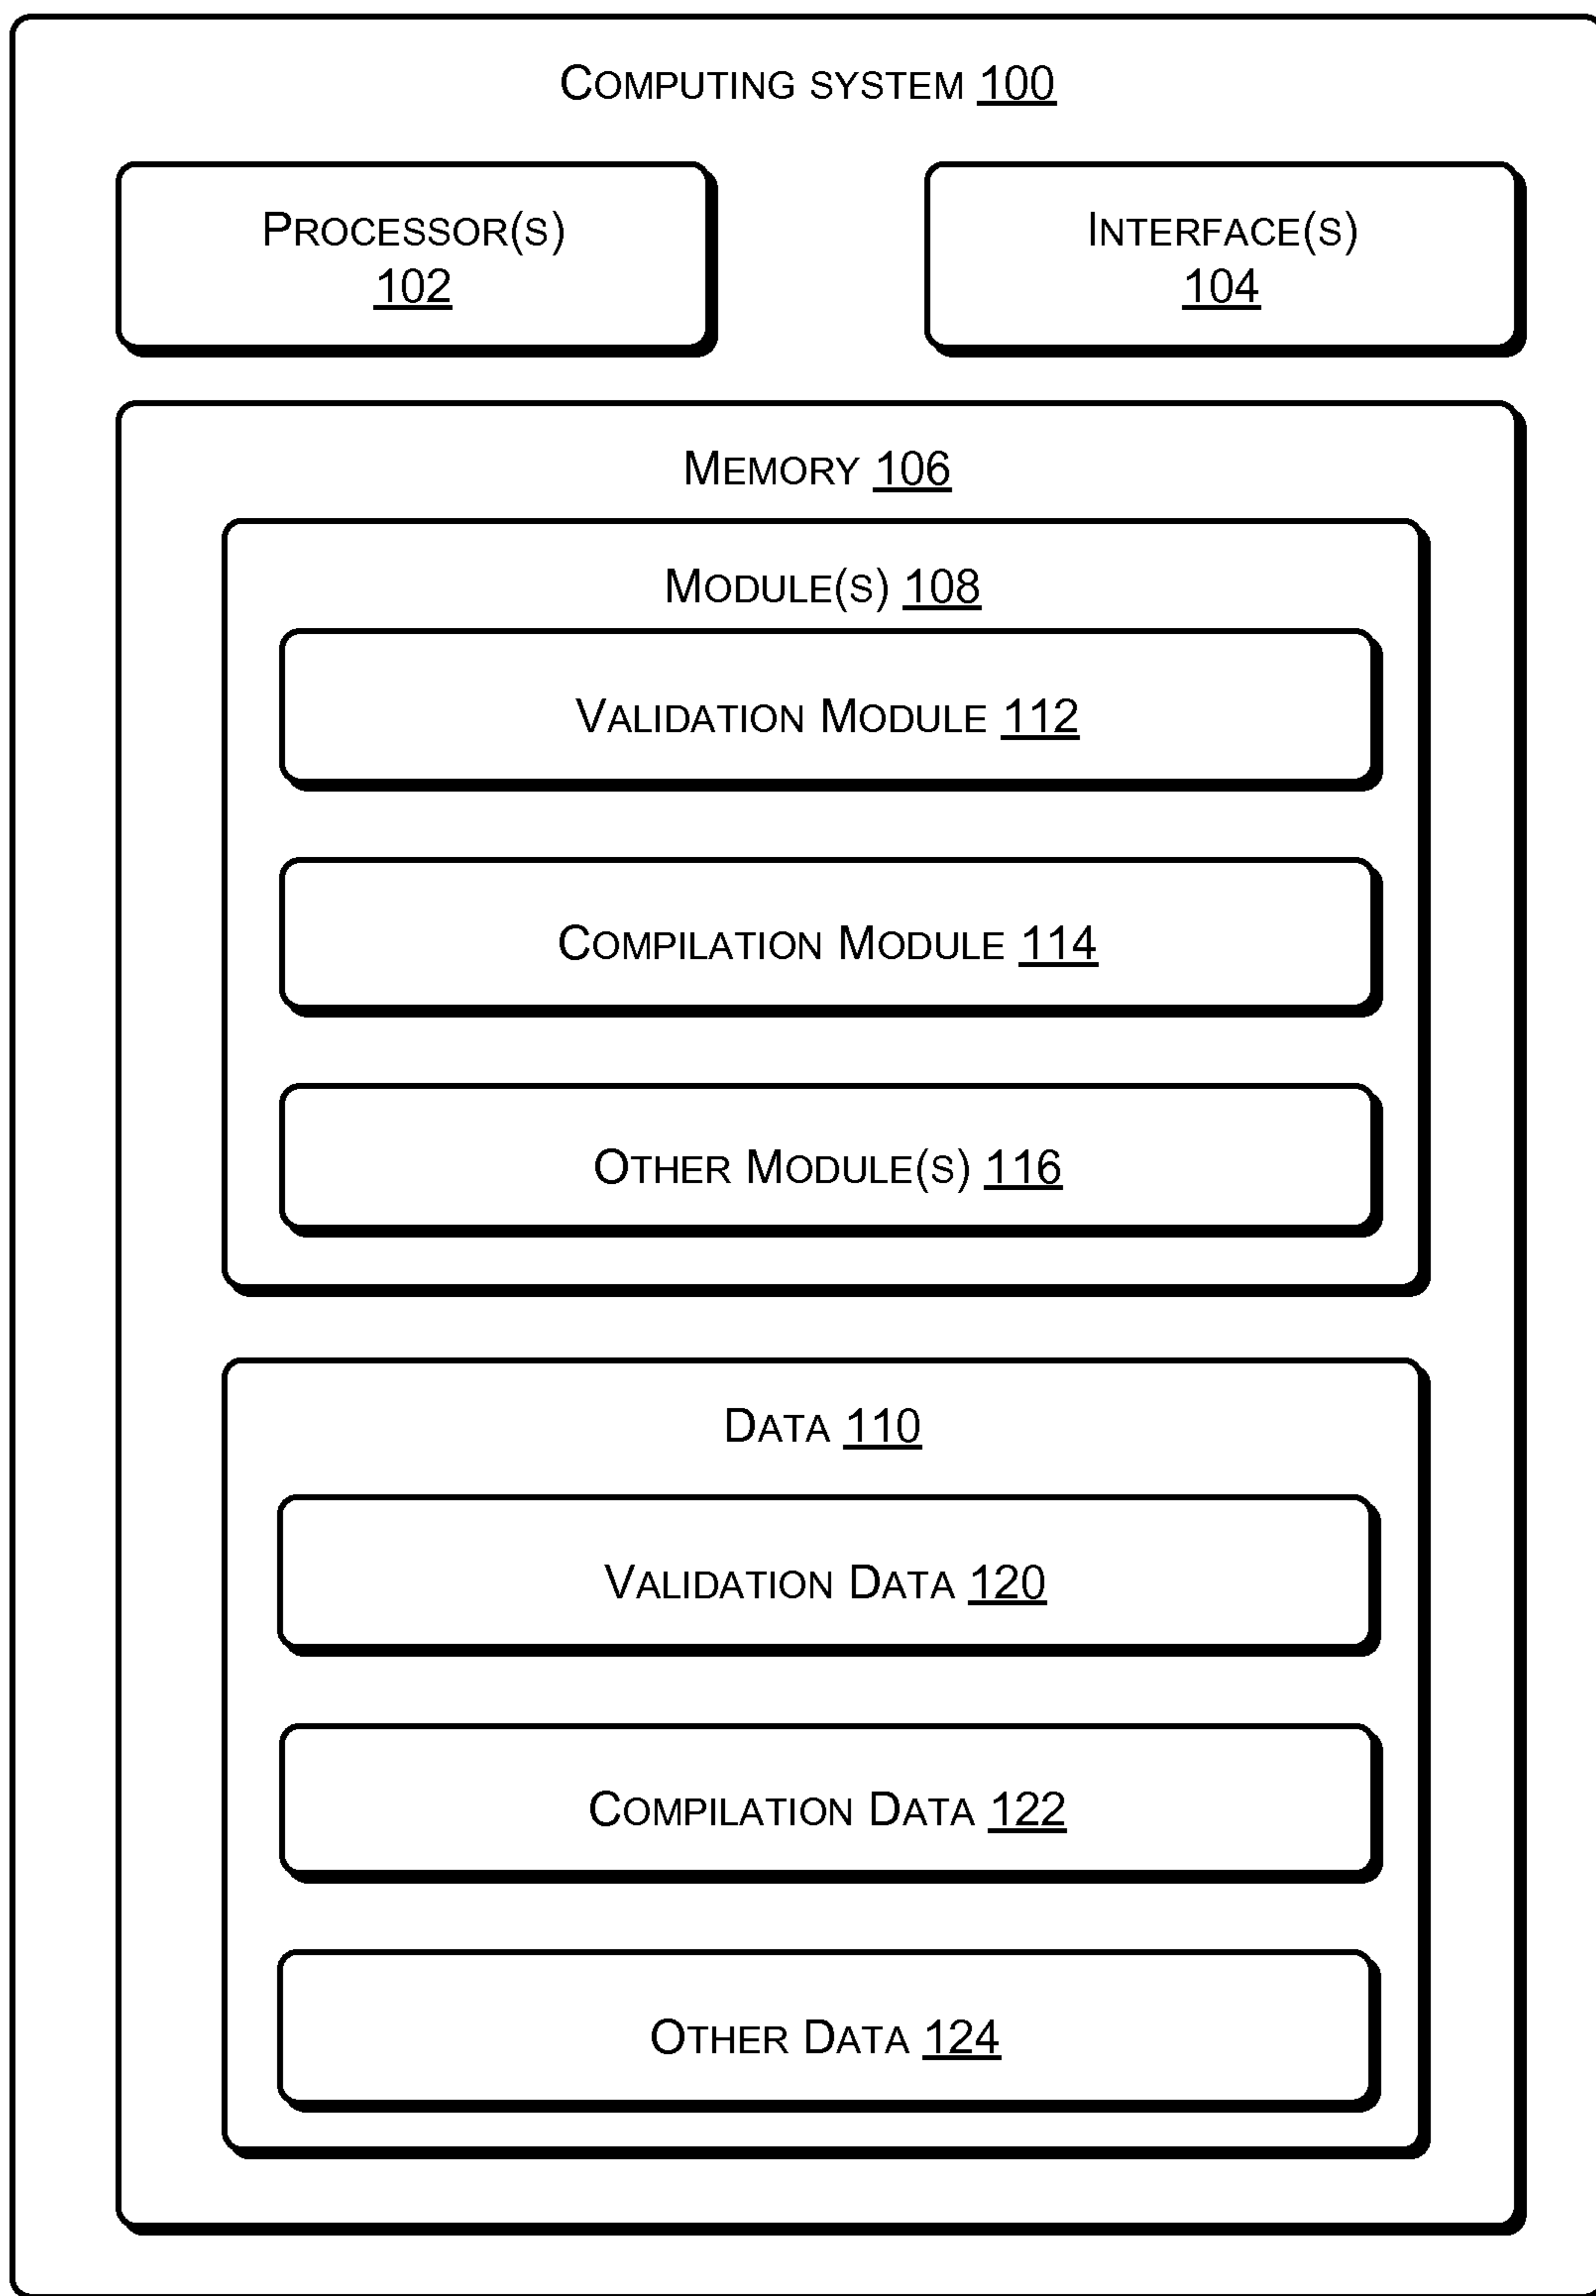 COMPUTING SYSTEM 100
PROCESSOR(S)
102
INTERFACE(S)
104
MEMORY 106
MODULE(S) 108
VALIDATION MODULE 112
COMPILATION MODULE 114
OTHER MODULE(S) 116
DATA 110
VALIDATION DATA 120
COMPILATION DATA 122
OTHER DATA 124